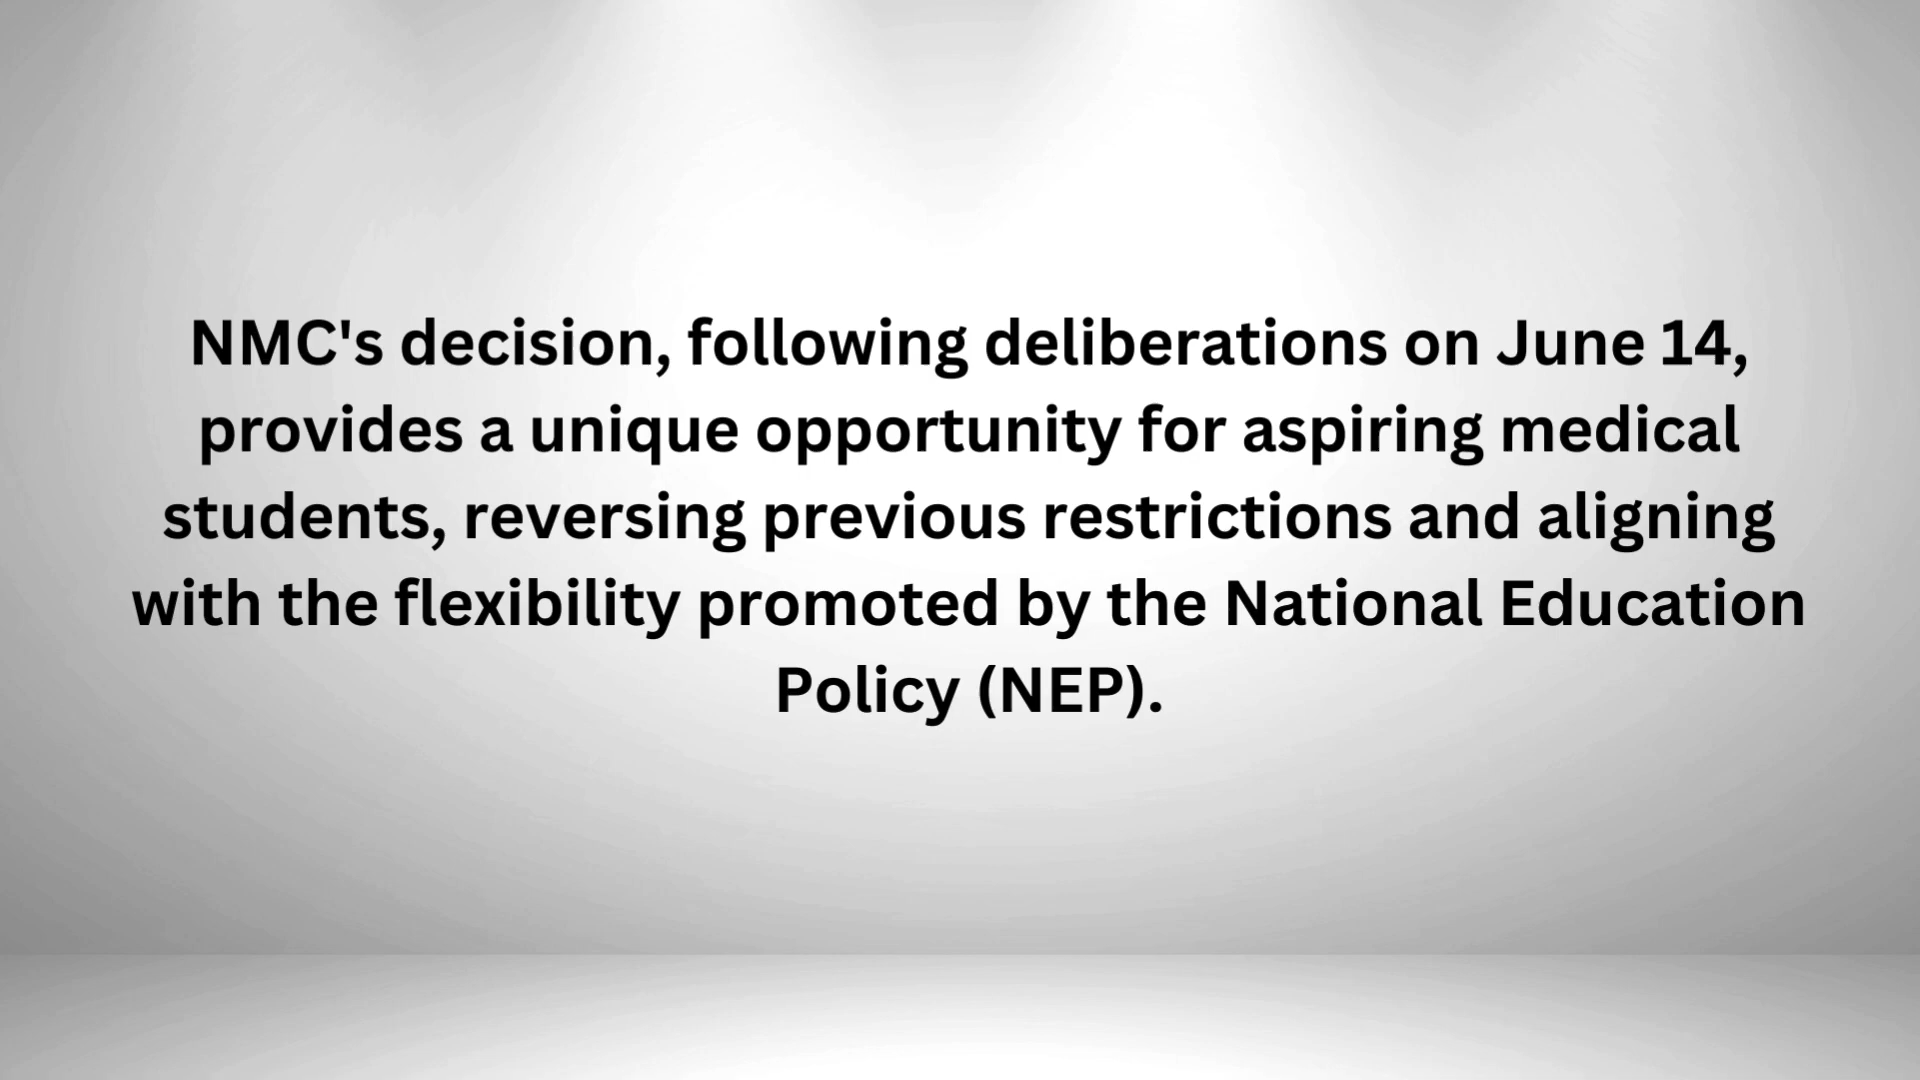 NMC's decision, following deliberations on June 14,
provides a unique opportunity for aspiring medical
students, reversing previous restrictions and aligning
with the flexibility promoted by the National Education
Policy (NEP).